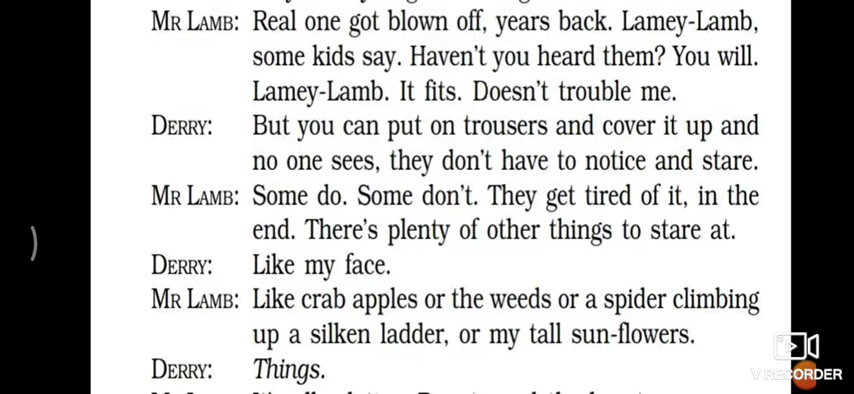 MR LAMB: Real one got blown off, years back. Lamey-Lamb,
some kids say. Haven't you heard them? You will.
Lamey-Lamb. It fits. Doesn't trouble me.
DERRY: But you can put on trousers and cover it up and
no one sees, they don't have to notice and stare.
MR LAMB: Some do. Some don't. They get tired of it, in the
end. There's plenty of other things to stare at.
DERRY: Like my face.
MR LAMB: Like crab apples or the weeds or a spider climbing
up a silken ladder, or my tall sun-flowers.
DERRY: Things.
V RECORDER